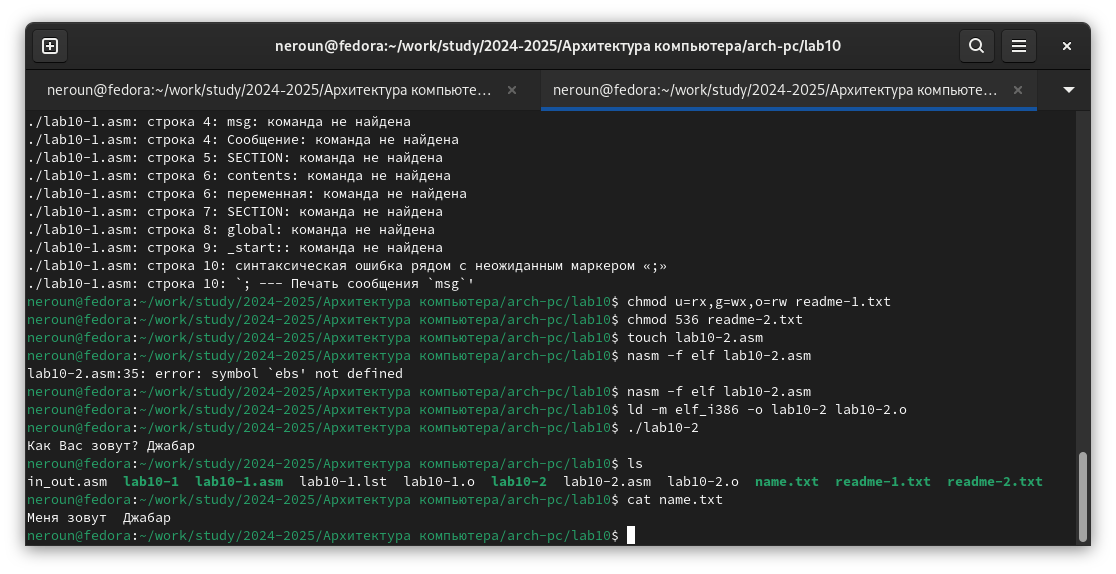 neroun@fedora:~/work/study/2024-2025/Архитектура компьютера/arch-pc/lab10
neroun@fedora:~/work/study/2024-2025/Архитектура компьюте… × neroun@fedora:~/work/study/2024-2025/Архитектура компьюте… ×
./lab10-1.asm: строка 4: msg: команда не найдена
./lab10-1.asm: строка 4: Сообщение: команда не найдена
./lab10-1.asm: строка 5: SECTION: команда не найдена
./lab10-1.asm: строка 6: contents: команда не найдена
./lab10-1.asm: строка 6: переменная: команда не найдена
./lab10-1.asm: строка 7: SECTION: команда не найдена
./lab10-1.asm: строка 8: global: команда не найдена
./lab10-1.asm: строка 9: _start:: команда не найдена
./lab10-1.asm: строка 10: синтаксическая ошибка рядом с неожиданным маркером «;»
./lab10-1.asm: строка 10: `; --- Печать сообщения `msg`'
neroun@fedora:~/work/study/2024-2025/Архитектура компьютера/arch-pc/lab10$ chmod u=rx,g=wx,o=rw readme-1.txt
neroun@fedora:~/work/study/2024-2025/Архитектура компьютера/arch-pc/lab10$ chmod 536 readme-2.txt
neroun@fedora:~/work/study/2024-2025/Архитектура компьютера/arch-pc/lab10$ touch lab10-2.asm
neroun@fedora:~/work/study/2024-2025/Архитектура компьютера/arch-pc/lab10$ nasm -f elf lab10-2.asm
lab10-2.asm:35: error: symbol `ebs' not defined
neroun@fedora:~/work/study/2024-2025/Архитектура компьютера/arch-pc/lab10$ nasm -f elf lab10-2.asm
neroun@fedora:~/work/study/2024-2025/Архитектура компьютера/arch-pc/lab10$ ld -m elf_i386 -o lab10-2 lab10-2.o
neroun@fedora:~/work/study/2024-2025/Архитектура компьютера/arch-pc/lab10$ ./lab10-2
Как Вас зовут? Джабар
neroun@fedora:~/work/study/2024-2025/Архитектура компьютера/arch-pc/lab10$ ls
in_out.asm  lab10-1  lab10-1.asm  lab10-1.lst  lab10-1.o  lab10-2  lab10-2.asm  lab10-2.o  name.txt  readme-1.txt  readme-2.txt
neroun@fedora:~/work/study/2024-2025/Архитектура компьютера/arch-pc/lab10$ cat name.txt
Меня зовут  Джабар
neroun@fedora:~/work/study/2024-2025/Архитектура компьютера/arch-pc/lab10$